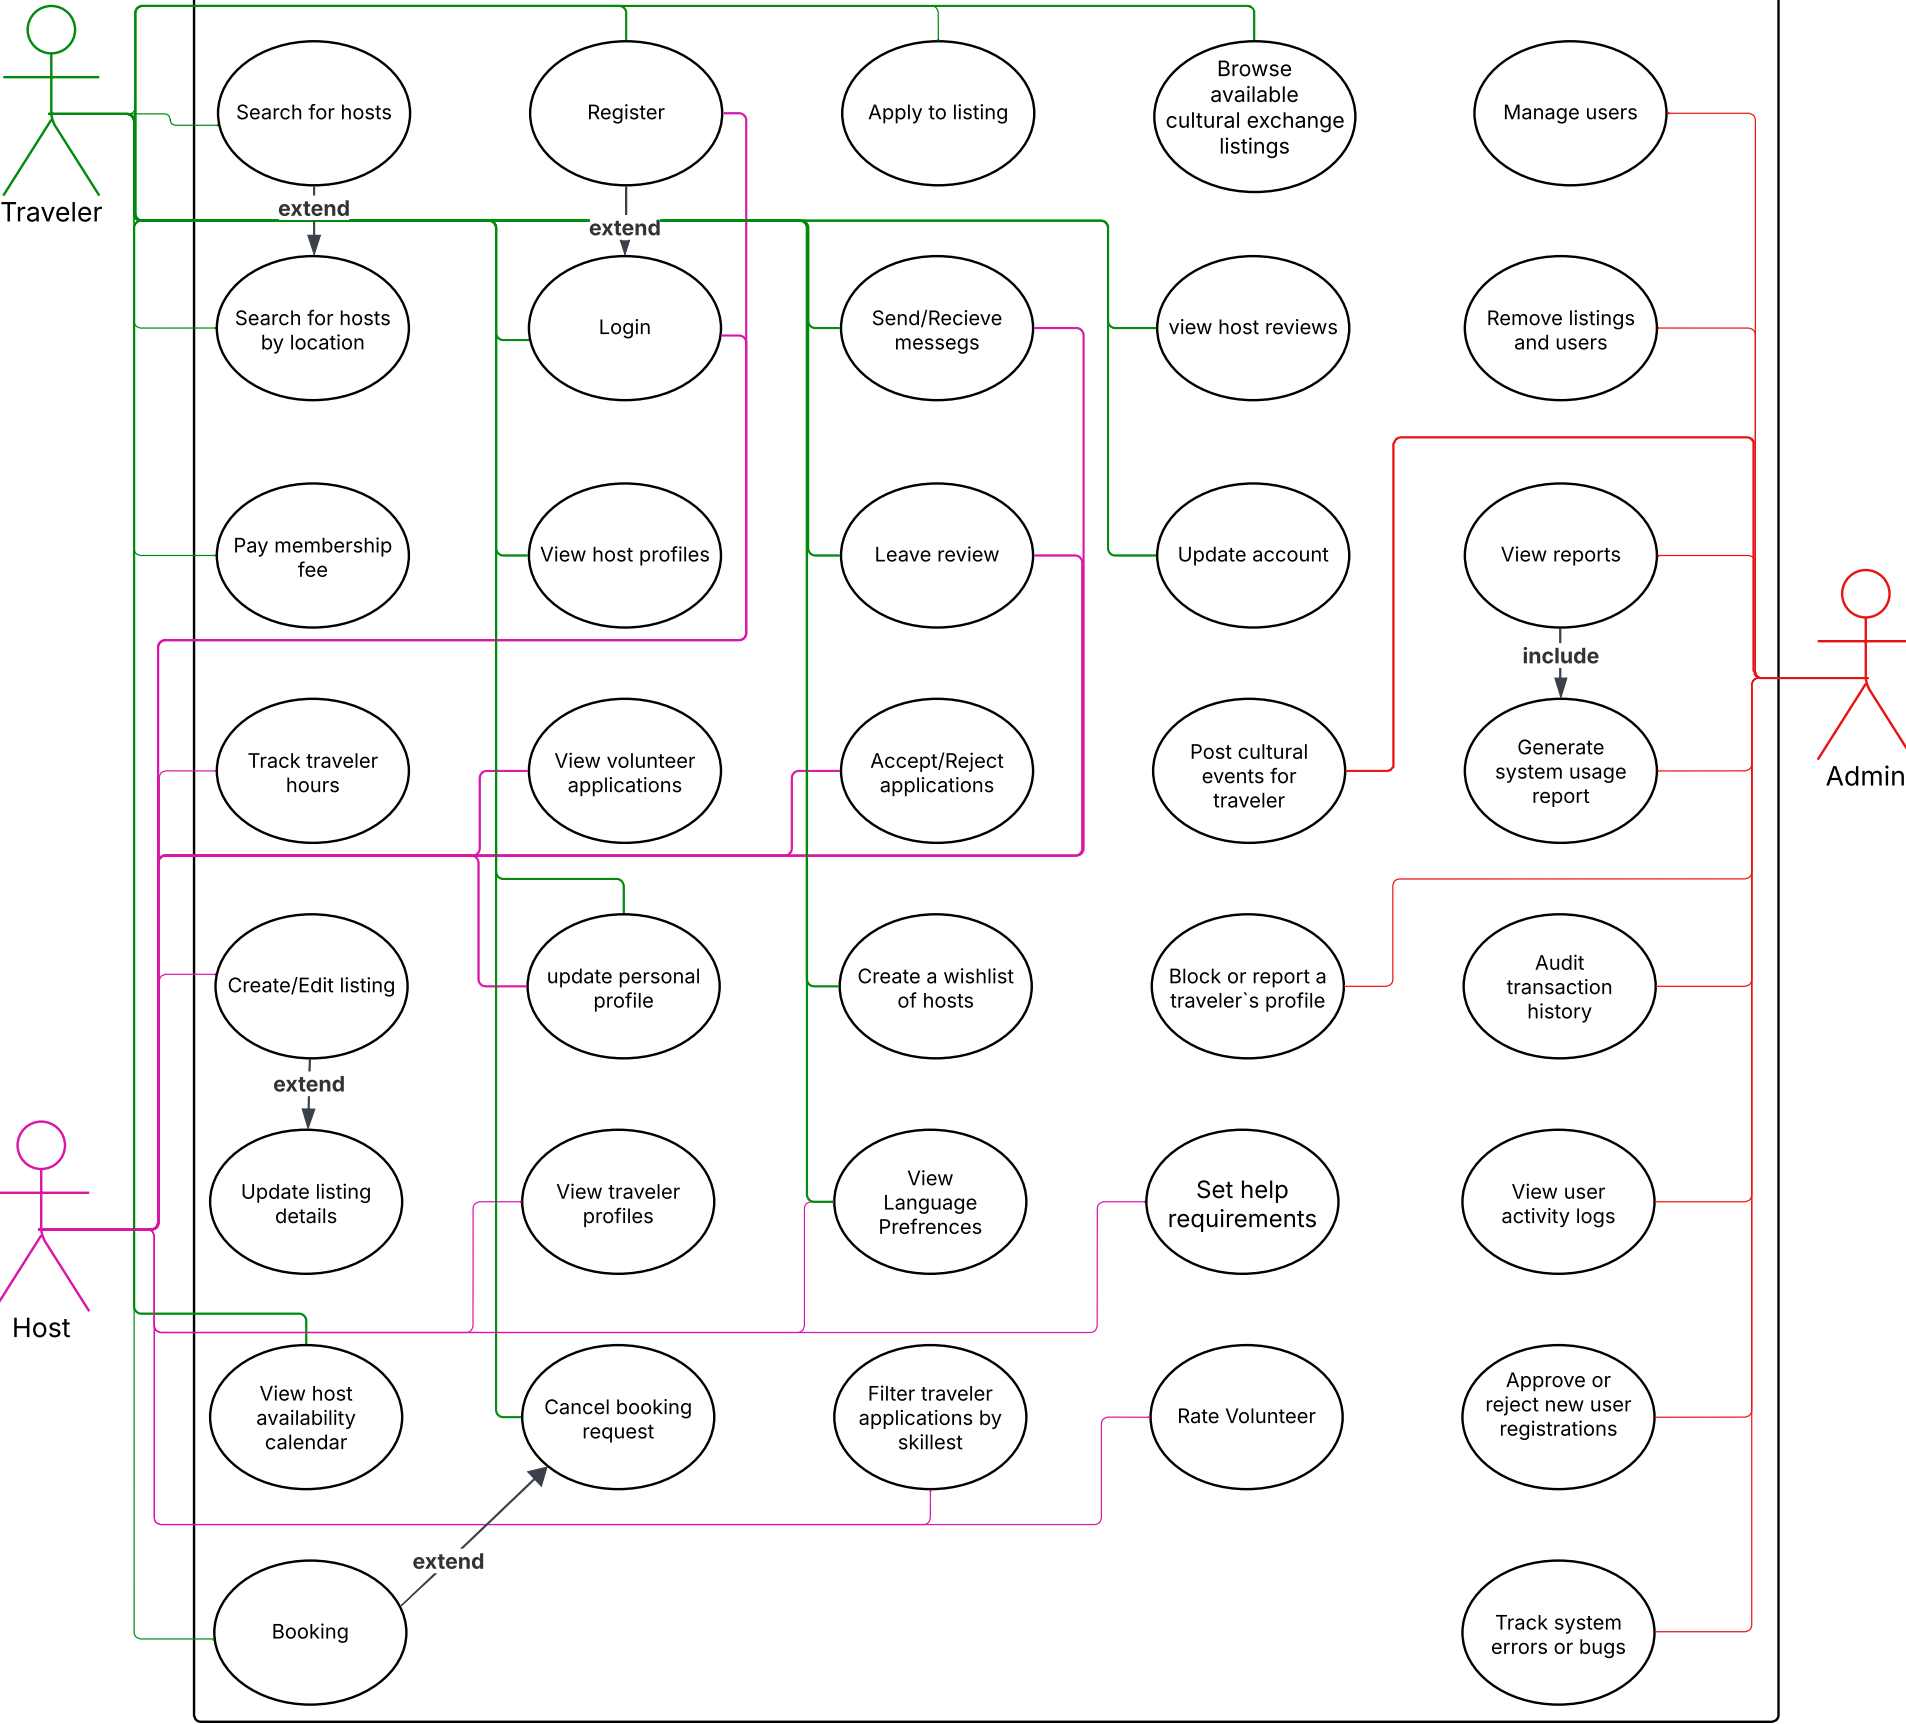 Traveler
Search for hosts
Register
Apply to listing
Browse
available
cultural exchange
listings
Manage users
extend
extend
Search for hosts
by location
Login
Send/Recieve
messegs
view host reviews
Remove listings
and users
Pay membership
fee
View host profiles
Leave review
Update account
View reports
include
Admin
Track traveler
hours
View volunteer
applications
Accept/Reject
applications
Post cultural
events for
traveler
Generate
system usage
report
Create/Edit listing
update personal
profile
Create a wishlist
of hosts
Block or report a
traveler`s profile
Audit
transaction
history
extend
Host
Update listing
details
View traveler
profiles
View
Language
Prefrences
Set help
requirements
View user
activity logs
View host
availability
calendar
Cancel booking
request
Filter traveler
applications by
skillest
Rate Volunteer
Approve or
reject new user
registrations
extend
Booking
Track system
errors or bugs